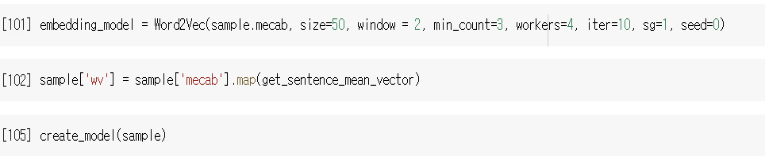 [101] embedding_model = Word2Vec(sample.mecab, size=50, window = 2, min_count=3, workers=4, iter=10, sg=1, seed=0)
[102] sample['wv'] = sample['mecab'].map(get_sentence_mean_vector)
[105] create_model(sample)